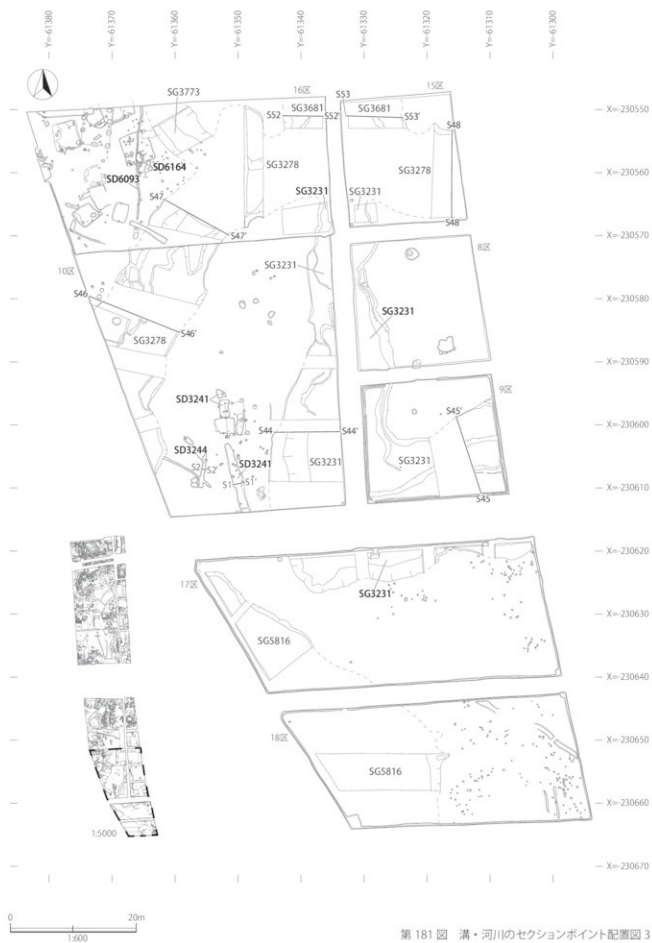 Y=-61380
Y=-61370
Y=-61360
Y=-61350
Y=-61340
Y=-61330
Y=-61320
Y=-61310
Y=-61300
SG3773
16区
S53
15区
SG3681
S52
S52'
SG3681
S53'
S48
X=-230550
SD6164
SG3278
SG3278
X=-230560
SD6093
S47
SG3231
SG3231
S48'
S47'
X=-230570
10区
SG3231
8区
S46
X=-230580
S46'
SG3278
SG3231
X=-230590
9区
SD3241
S45'
X=-230600
S44
S44'
SD3244
SD3241
SG3231
SG3231
S2
S2'
S1
S1'
S45
X=-230610
X=-230620
17区
SG3231
X=-230630
SG5816
X=-230640
18区
X=-230650
SG5816
X=-230660
1:5000
X=-230670
0
20m
1:600
第 181 図 溝・河川のセクションポイント配置図 3